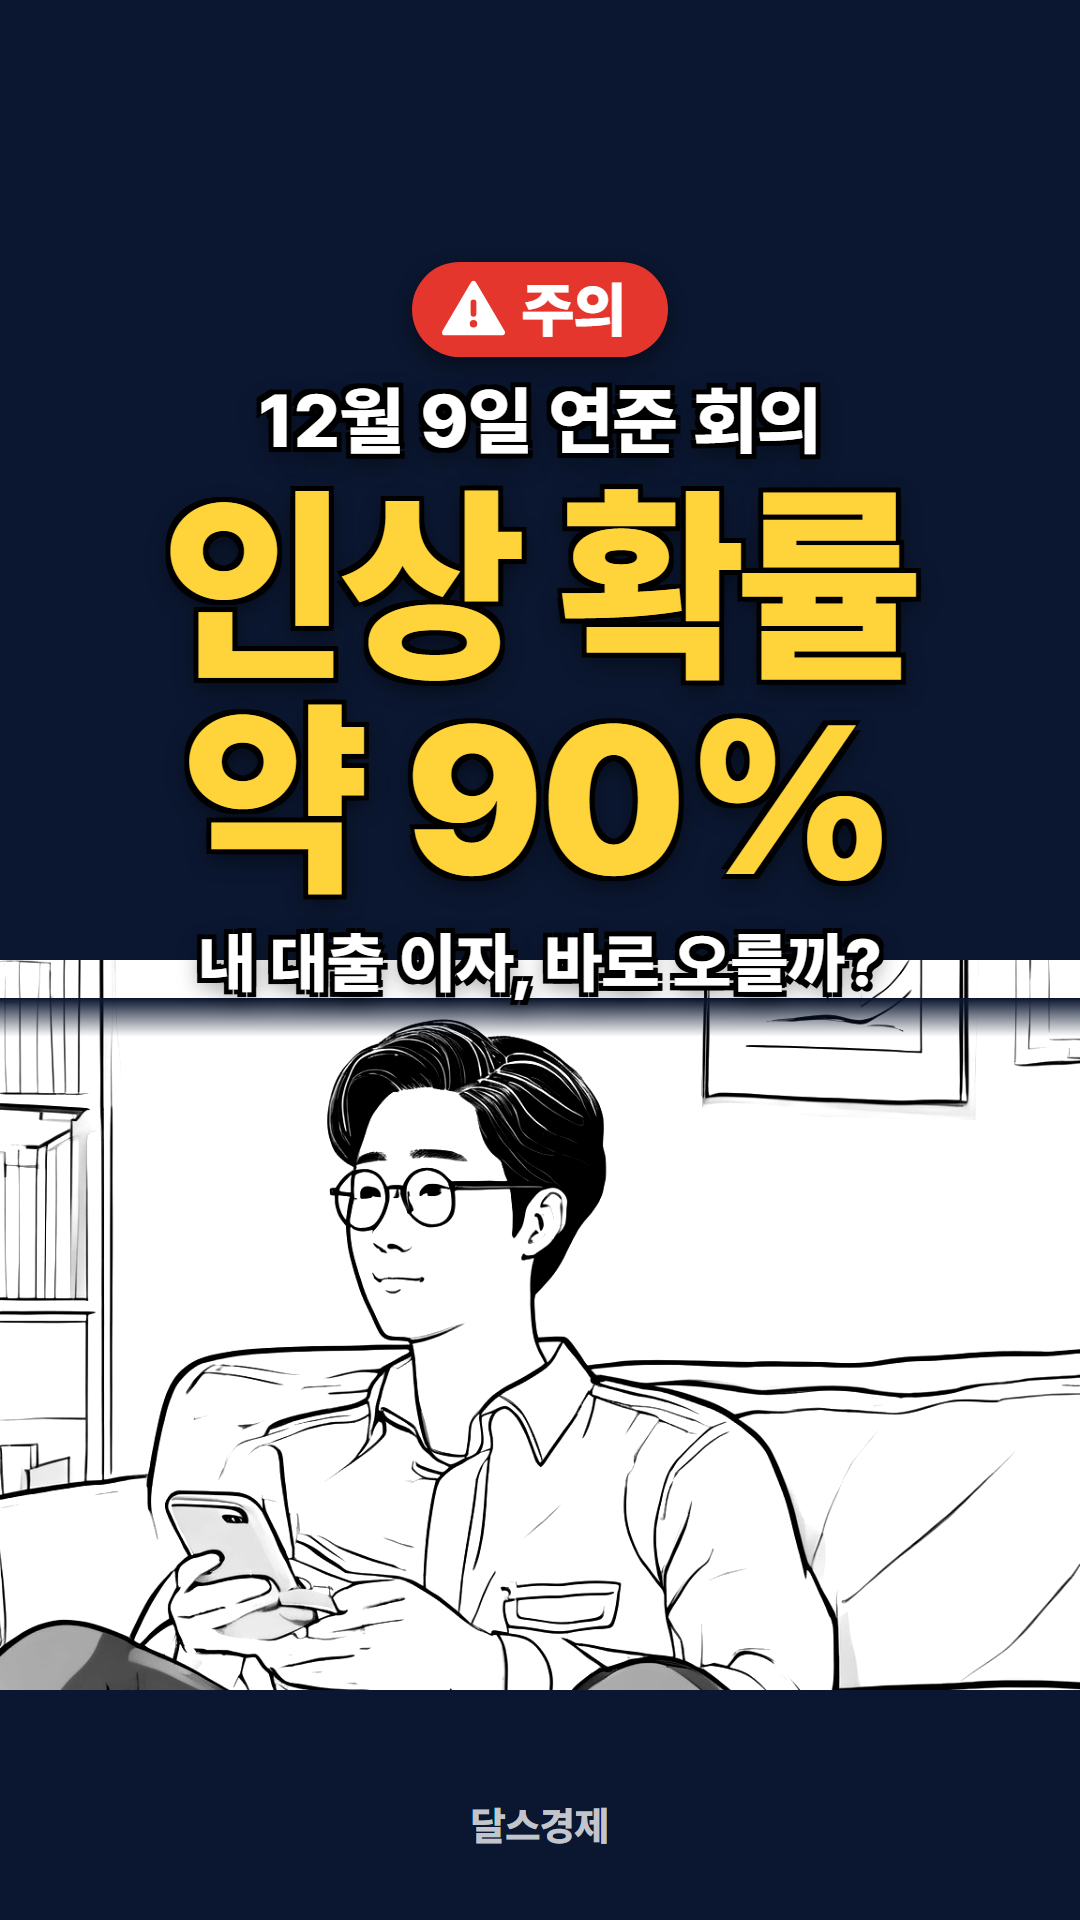 주의
12월 9일 연준 회의
인상 확률
약 90%
내 대출 이자, 바로 오를까?
달스경제